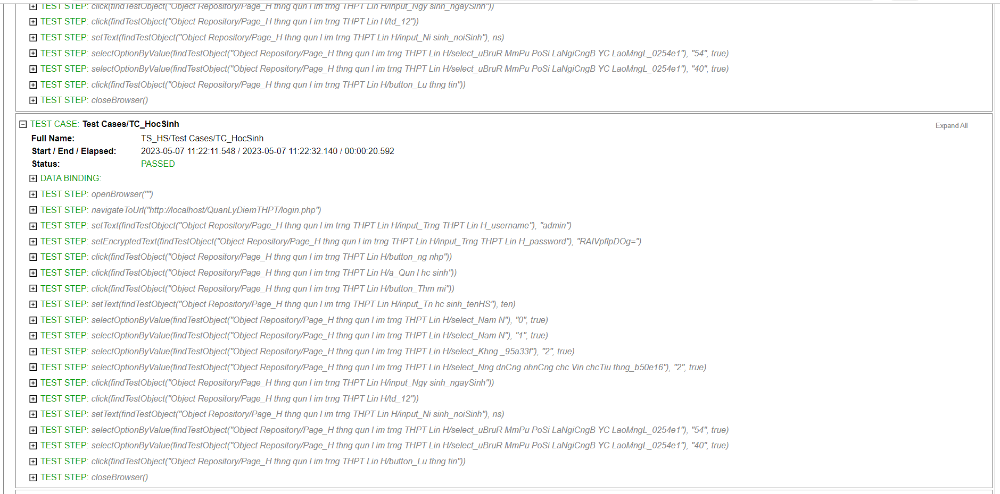 TEST STEP: click(findTestObject("Object Repository/Page_H thng qun l im trng THPT Lin H/input_Ngy sinh_ngaySinh"))
TEST STEP: click(findTestObject("Object Repository/Page_H thng qun l im trng THPT Lin H/td_12"))
TEST STEP: setText(findTestObject("Object Repository/Page_H thng qun l im trng THPT Lin H/input_Ni sinh_noiSinh"), ns)
TEST STEP: selectOptionByValue(findTestObject("Object Repository/Page_H thng qun l im trng THPT Lin H/select_uBruR MmPu PoSi LaNgiCngB YC LaoMngL_0254e1"), "54", true)
TEST STEP: selectOptionByValue(findTestObject("Object Repository/Page_H thng qun l im trng THPT Lin H/select_uBruR MmPu PoSi LaNgiCngB YC LaoMngL_0254e1"), "40", true)
TEST STEP: click(findTestObject("Object Repository/Page_H thng qun l im trng THPT Lin H/button_Lu thng tin"))
TEST STEP: closeBrowser()
TEST CASE: Test Cases/TC_HocSinh Expand All
Full Name: TS_HS/Test Cases/TC_HocSinh
Start / End / Elapsed: 2023-05-07 11:22:11.548 / 2023-05-07 11:22:32.140 / 00:00:20.592
Status: PASSED
DATA BINDING:
TEST STEP: openBrowser("")
TEST STEP: navigateToUrl("http://localhost/QuanLyDiemTHPT/login.php")
TEST STEP: setText(findTestObject("Object Repository/Page_H thng qun l im trng THPT Lin H/input_Trng THPT Lin H_username"), "admin")
TEST STEP: setEncryptedText(findTestObject("Object Repository/Page_H thng qun l im trng THPT Lin H/input_Trng THPT Lin H_password"), "RAIVpflpDOg=")
TEST STEP: click(findTestObject("Object Repository/Page_H thng qun l im trng THPT Lin H/button_ng nhp"))
TEST STEP: click(findTestObject("Object Repository/Page_H thng qun l im trng THPT Lin H/a_Qun l hc sinh"))
TEST STEP: click(findTestObject("Object Repository/Page_H thng qun l im trng THPT Lin H/button_Thm mi"))
TEST STEP: setText(findTestObject("Object Repository/Page_H thng qun l im trng THPT Lin H/input_Tn hc sinh_tenHS"), ten)
TEST STEP: selectOptionByValue(findTestObject("Object Repository/Page_H thng qun l im trng THPT Lin H/select_Nam N"), "0", true)
TEST STEP: selectOptionByValue(findTestObject("Object Repository/Page_H thng qun l im trng THPT Lin H/select_Nam N"), "1", true)
TEST STEP: selectOptionByValue(findTestObject("Object Repository/Page_H thng qun l im trng THPT Lin H/select_Khng _95a33f"), "2", true)
TEST STEP: selectOptionByValue(findTestObject("Object Repository/Page_H thng qun l im trng THPT Lin H/select_Nng dnCng nhnCng chc Vin chcTiu thng_b50e16"), "2", true)
TEST STEP: click(findTestObject("Object Repository/Page_H thng qun l im trng THPT Lin H/input_Ngy sinh_ngaySinh"))
TEST STEP: click(findTestObject("Object Repository/Page_H thng qun l im trng THPT Lin H/td_12"))
TEST STEP: setText(findTestObject("Object Repository/Page_H thng qun l im trng THPT Lin H/input_Ni sinh_noiSinh"), ns)
TEST STEP: selectOptionByValue(findTestObject("Object Repository/Page_H thng qun l im trng THPT Lin H/select_uBruR MmPu PoSi LaNgiCngB YC LaoMngL_0254e1"), "54", true)
TEST STEP: selectOptionByValue(findTestObject("Object Repository/Page_H thng qun l im trng THPT Lin H/select_uBruR MmPu PoSi LaNgiCngB YC LaoMngL_0254e1"), "40", true)
TEST STEP: click(findTestObject("Object Repository/Page_H thng qun l im trng THPT Lin H/button_Lu thng tin"))
TEST STEP: closeBrowser()